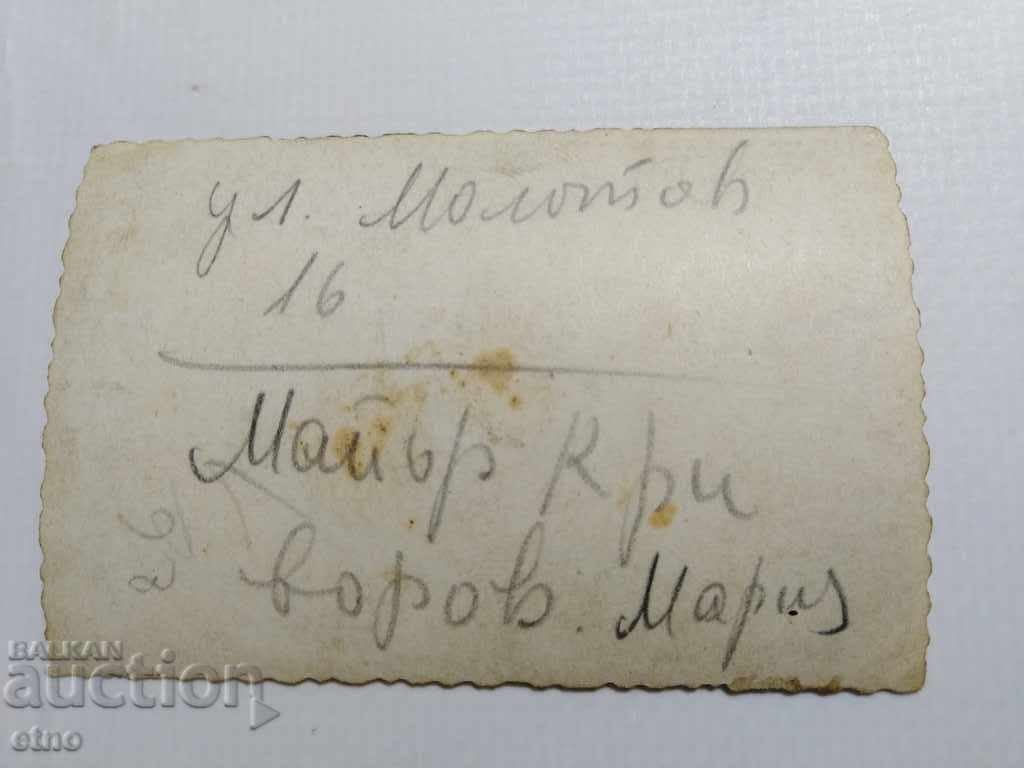 ул. Молотов
16
Майър Кри
воров. Мария
BALKAN
auction
etno